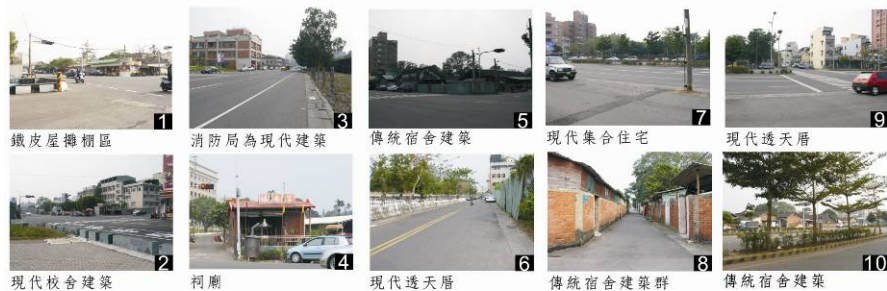 1
3
5
7
9
鐵皮屋攤棚區
消防局為現代建築
傳統宿舍建築
現代集合住宅
現代透天厝
2
4
6
8
10
現代校舍建築
祠廟
現代透天厝
傳統宿舍建築群
傳統宿舍建築